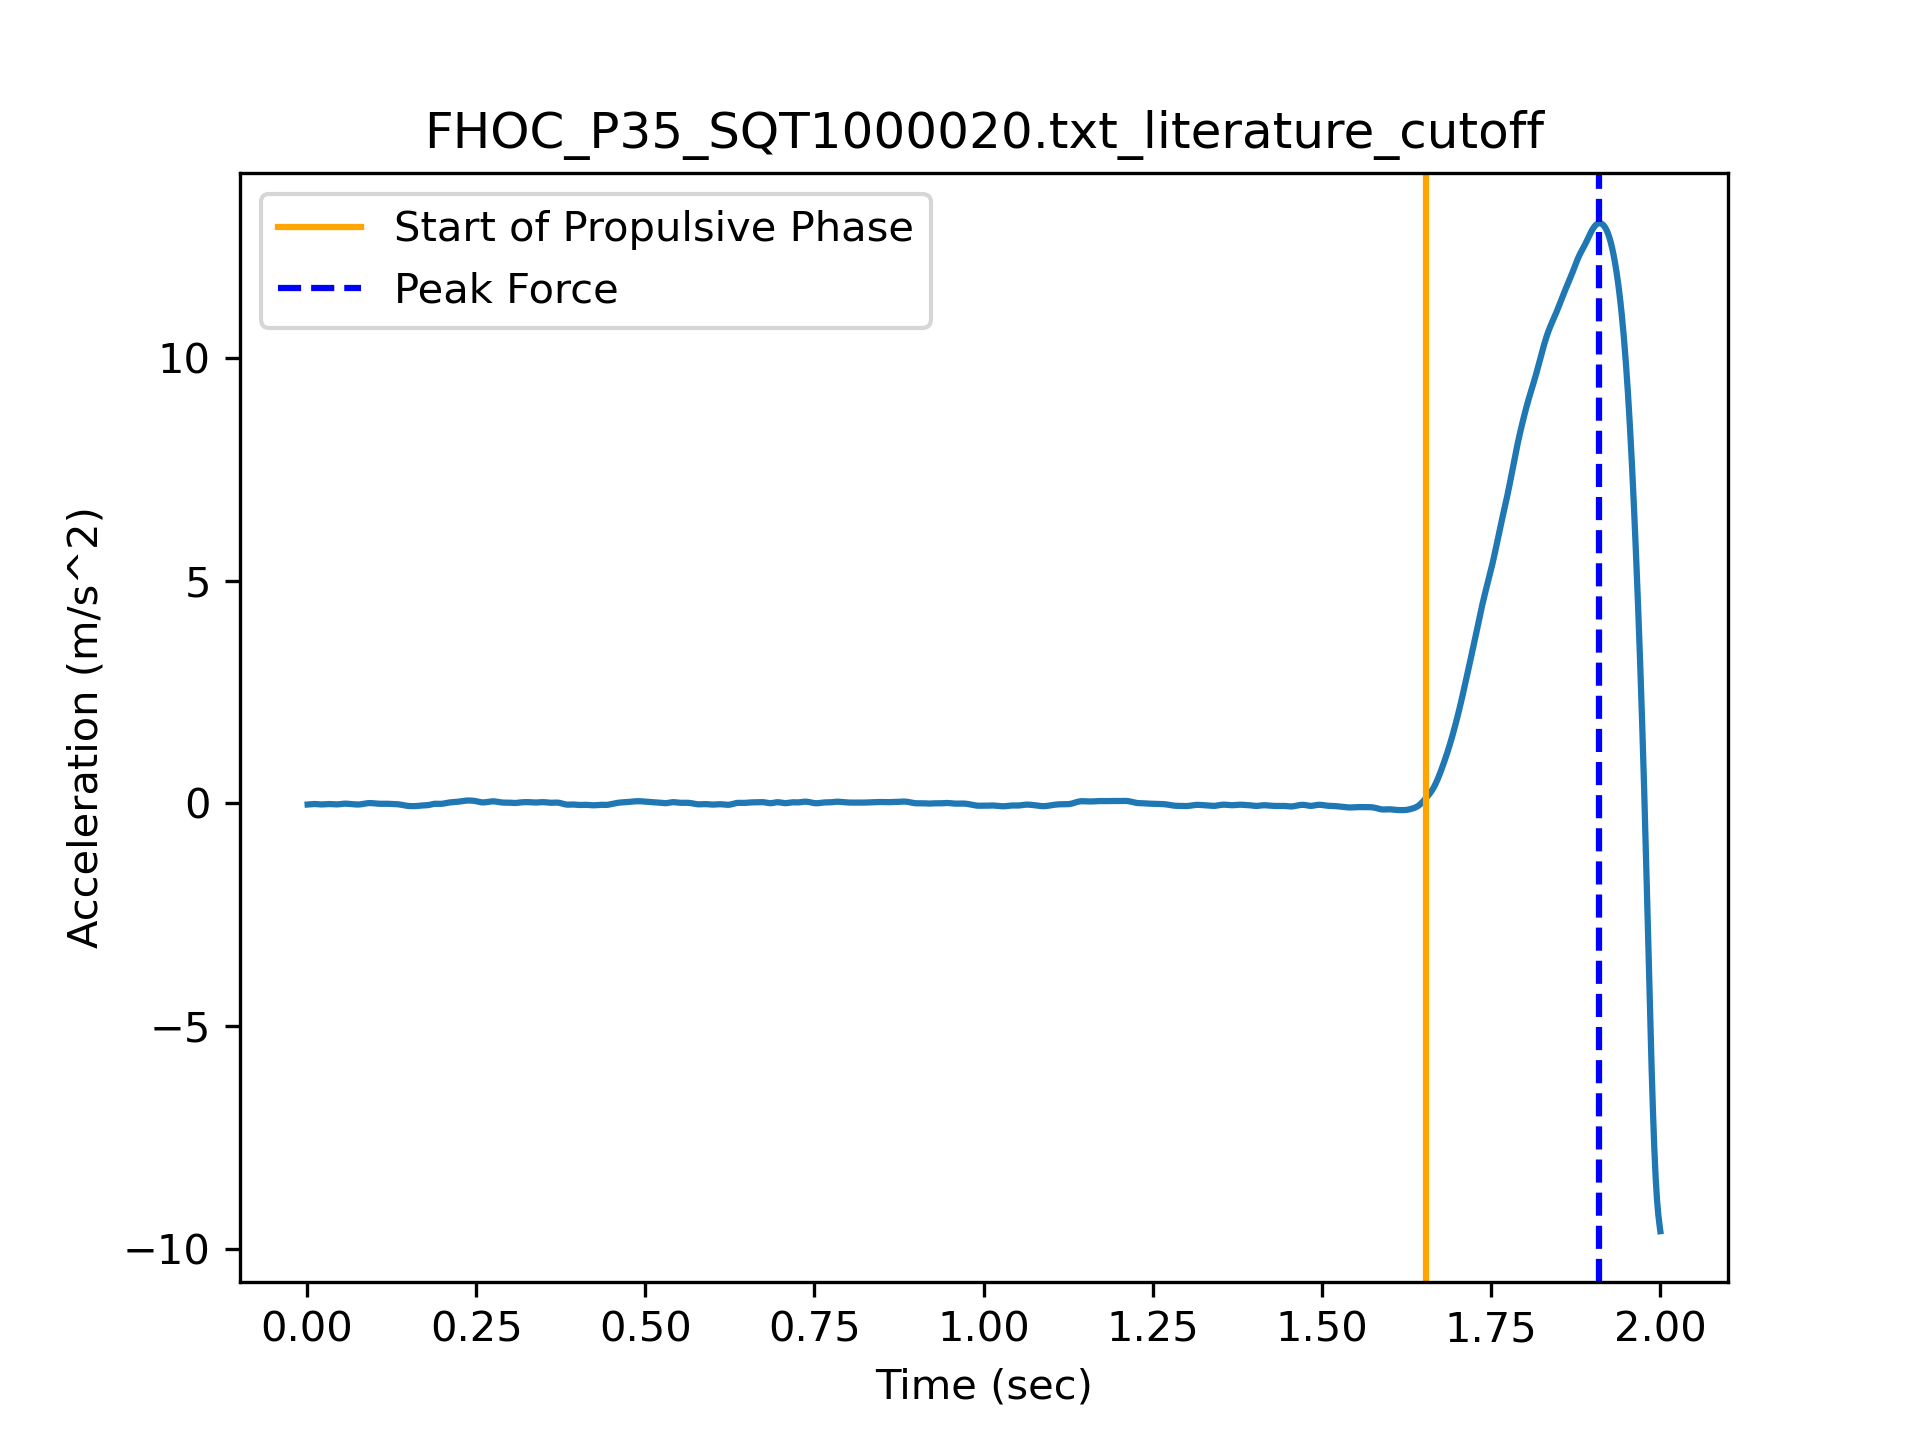 FHOC_P35_SQT1000020.txt_literature_cutoff
Start of Propulsive Phase
Peak Force
10
5
0
−5
−10
Acceleration (m/s^2)
0.00 0.25 0.50 0.75 1.00 1.25 1.50 1.75 2.00
Time (sec)